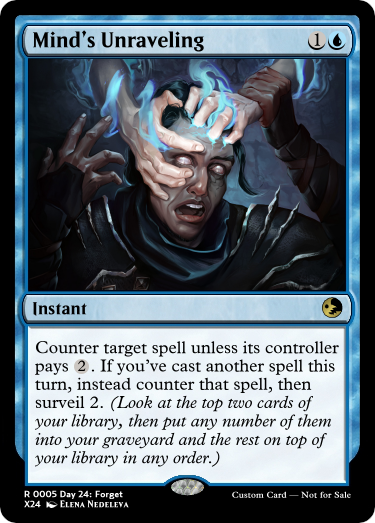 Mind's Unraveling 1
Instant
Counter target spell unless its controller
pays 2. If you've cast another spell this
turn, instead counter that spell, then
surveil 2. (Look at the top two cards of
your library, then put any number of them
into your graveyard and the rest on top of
your library in any order.)
R 0005 Day 24: Forget
X24 Elena Nedeleva
Custom Card — Not for Sale